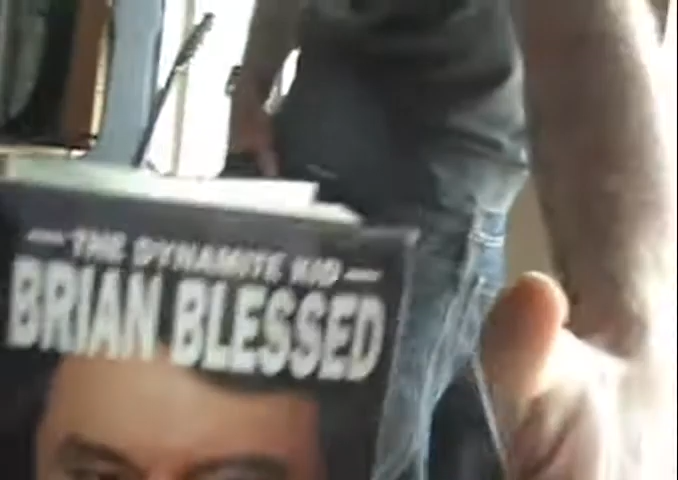 — THE DYNAMITE KID —
BRIAN BLESSED